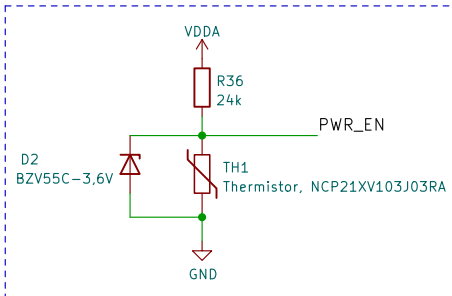 VDDA
R36
24k
PWR_EN
D2
BZV55C-3,6V
TH1
Thermistor, NCP21XV103J03RA
GND